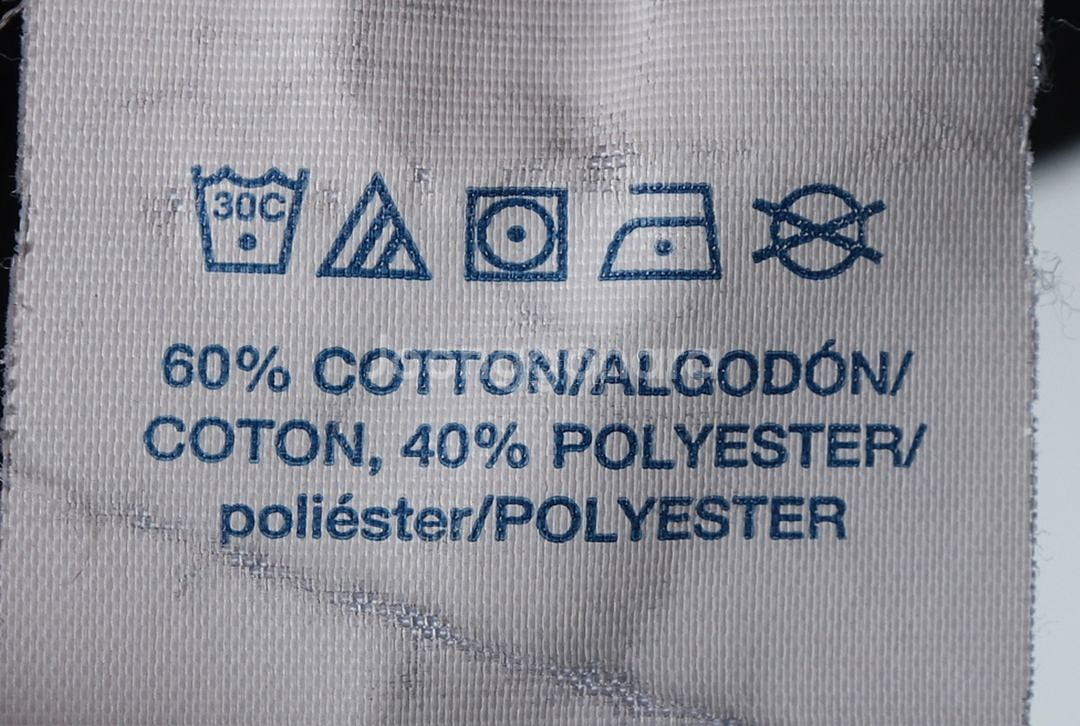 30C
60% COTTON/ALGODÓN/
COTON, 40% POLYESTER/
poliéster/POLYESTER